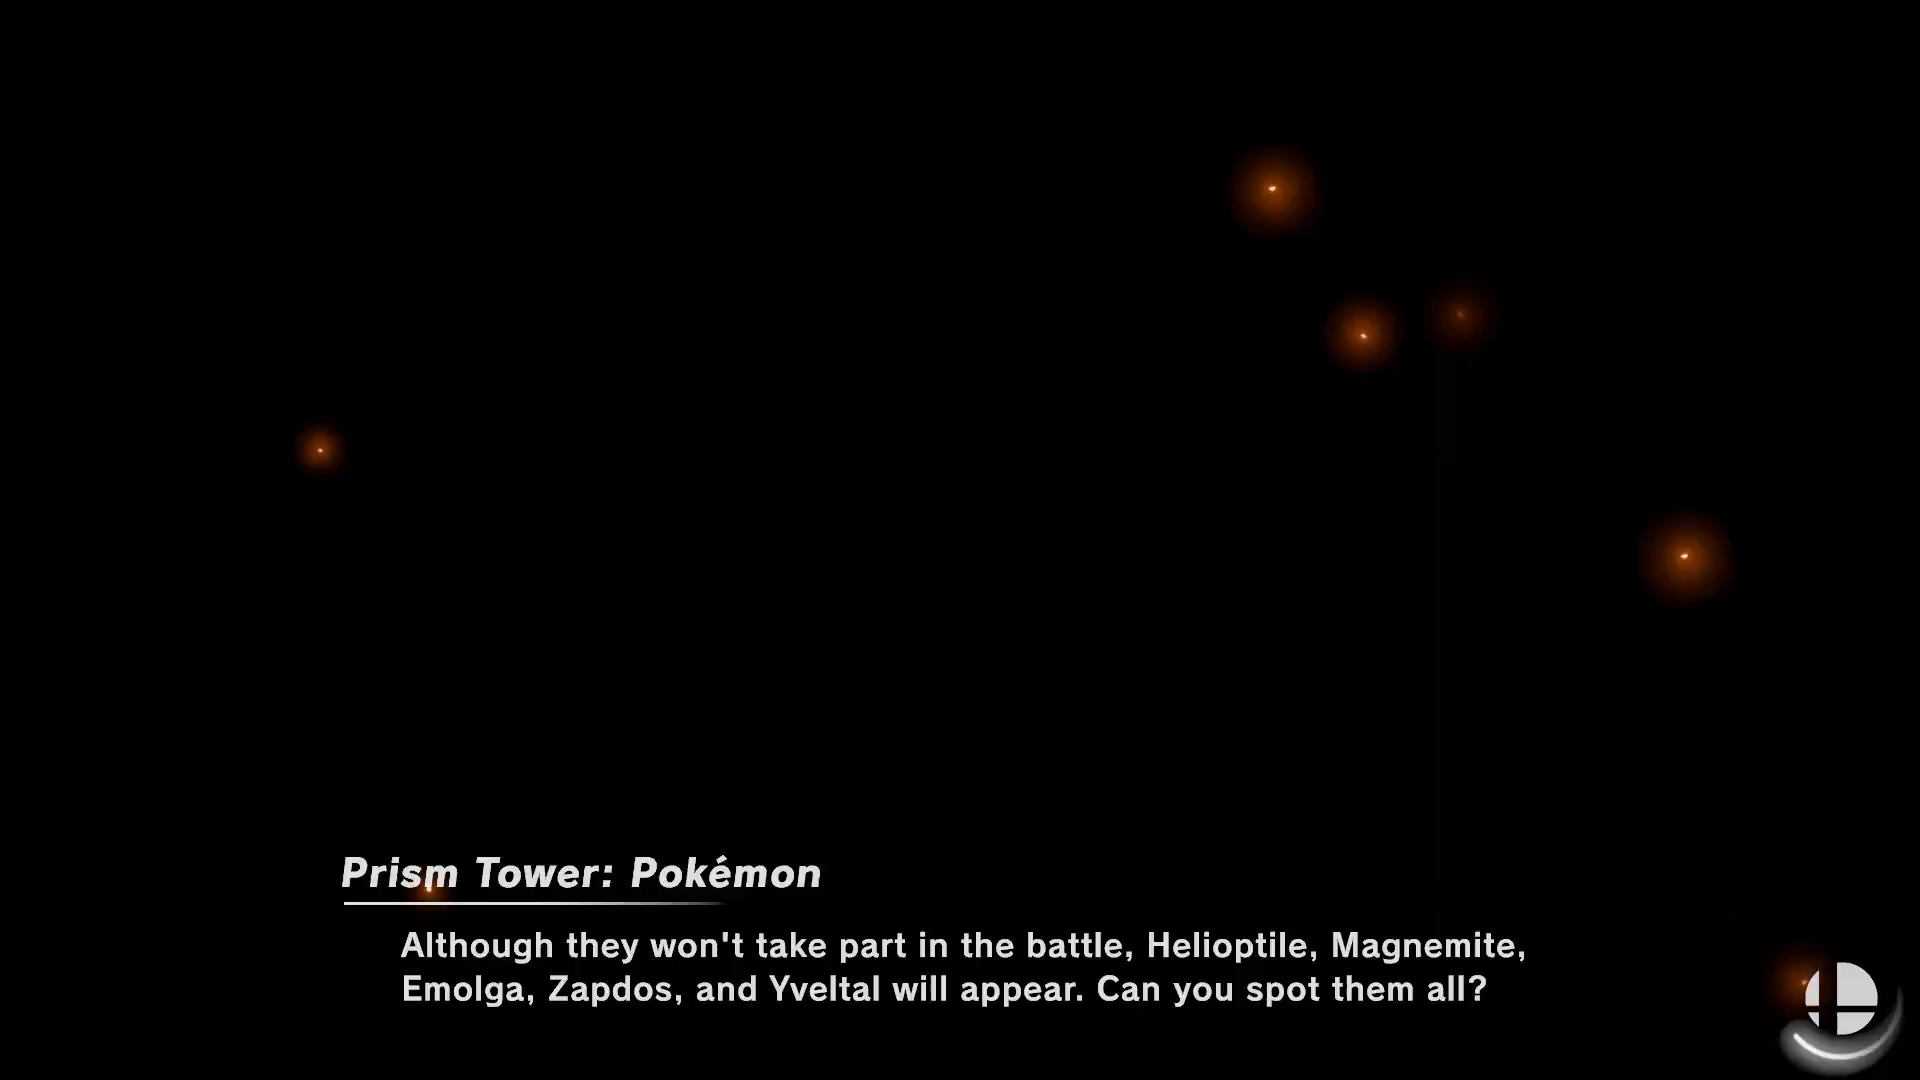 Prism Tower: Pokémon
Although they won't take part in the battle, Helioptile, Magnemite,
Emolga, Zapdos, and Yveltal will appear. Can you spot them all?